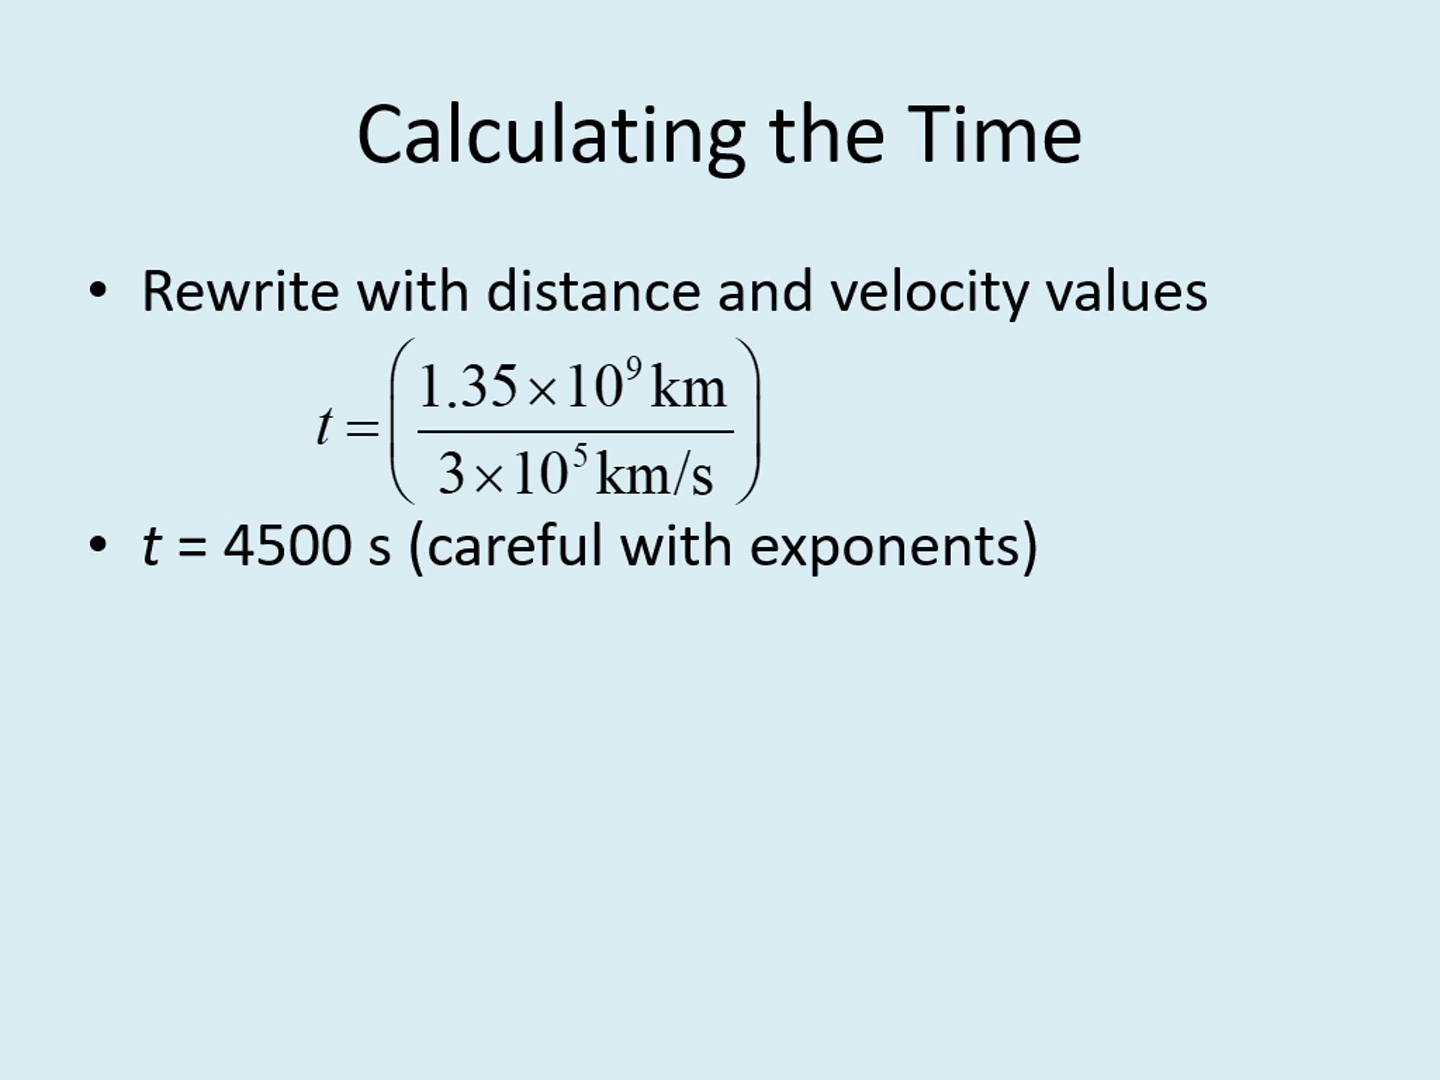 Calculating the Time
• Rewrite with distance and velocity values
t = (1.35×10⁹ km / 3×10⁵ km/s)
• t = 4500 s (careful with exponents)